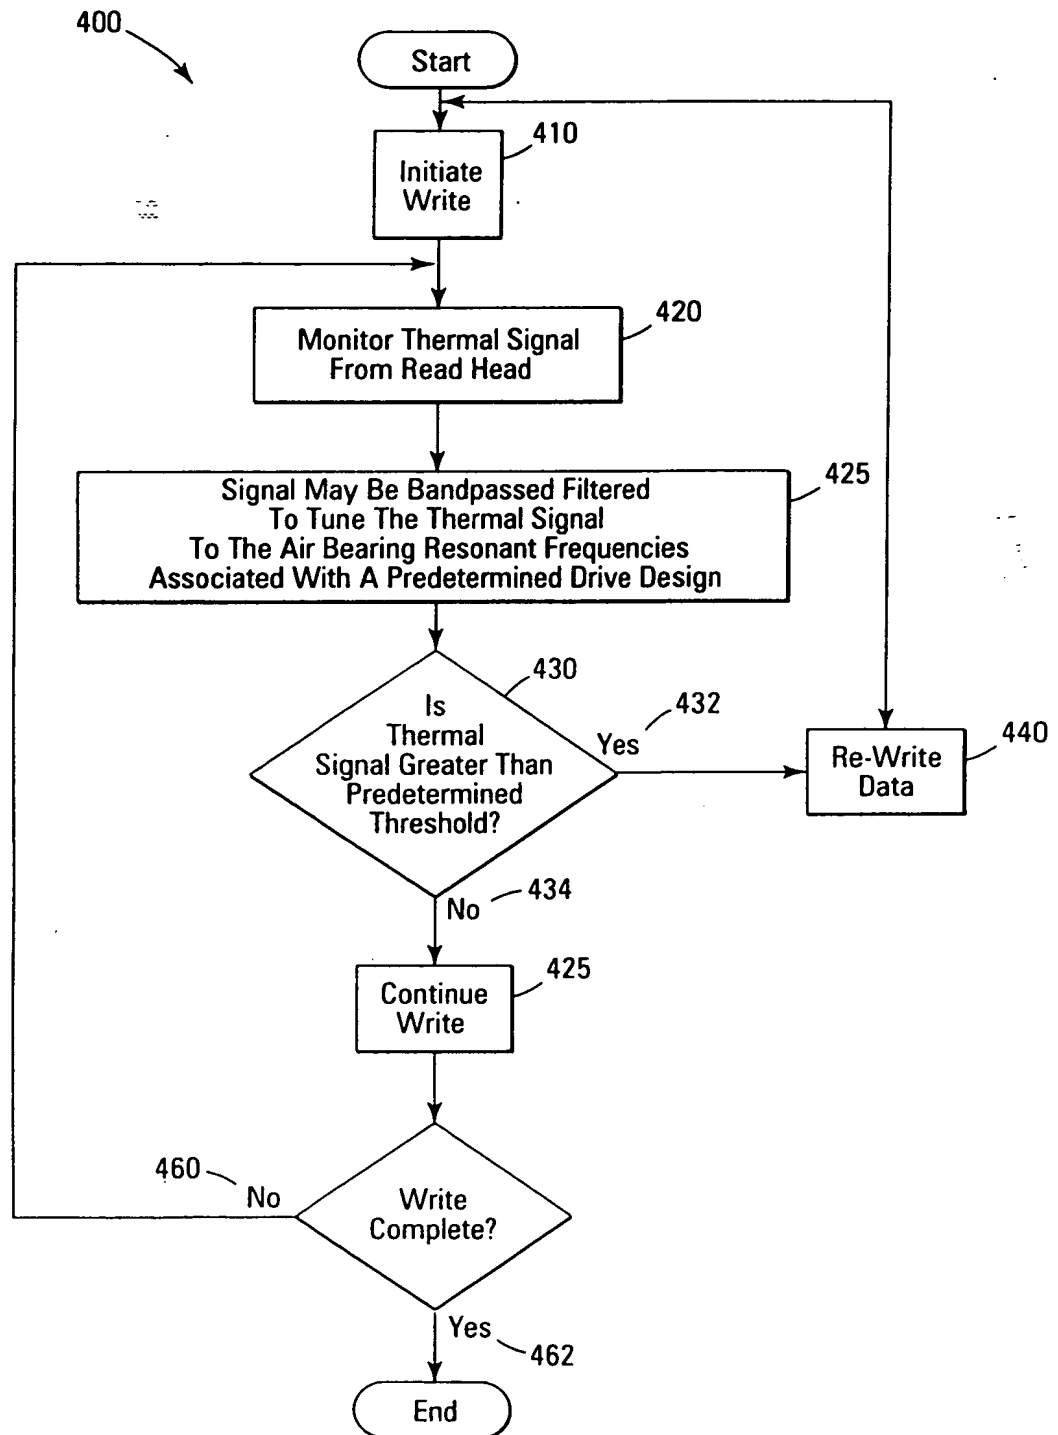 400
Start
410
Initiate
Write
420
Monitor Thermal Signal
From Read Head
425
Signal May Be Bandpassed Filtered
To Tune The Thermal Signal
To The Air Bearing Resonant Frequencies
Associated With A Predetermined Drive Design
430
Is
Thermal
Signal Greater Than
Predetermined
Threshold?
432
Yes
440
Re-Write
Data
434
No
425
Continue
Write
460
No
Write
Complete?
Yes
462
End